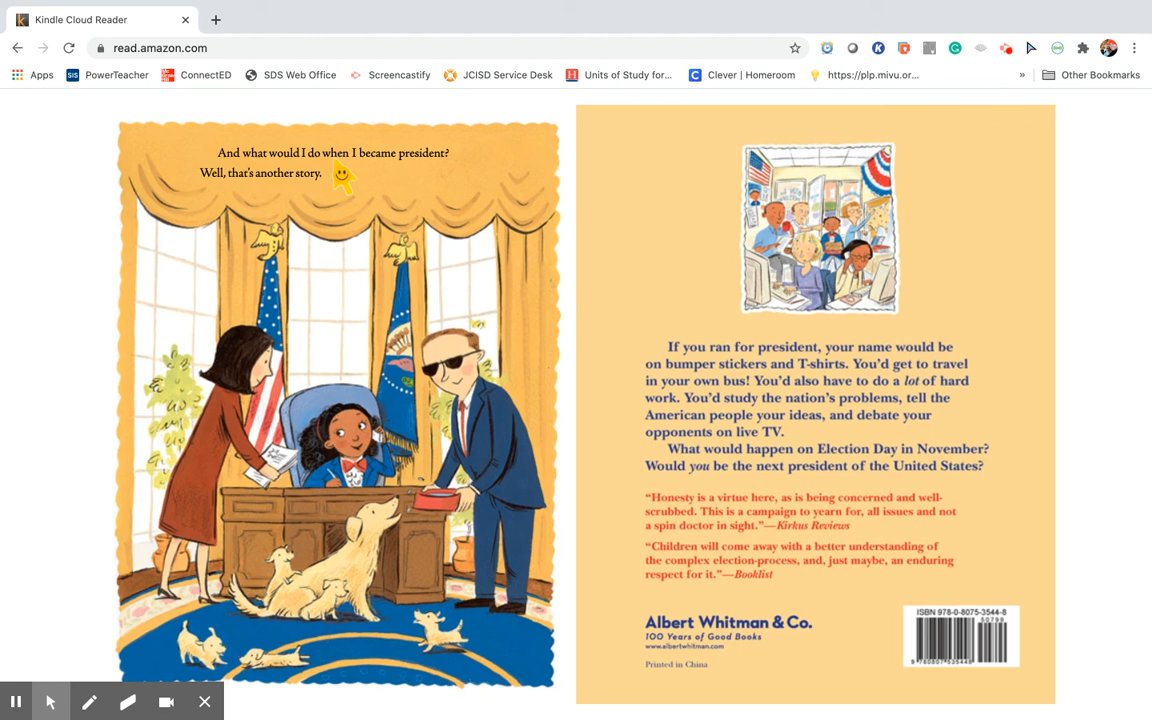 Kindle Cloud Reader
read.amazon.com
Apps
SIS
PowerTeacher
ConnectED
SDS Web Office
Screencastify
JCISD Service Desk
H
Units of Study for...
C
Clever | Homeroom
https://plp.mivu.or...
»
Other Bookmarks
And what would I do when I became president?
Well, that's another story.
If you ran for president, your name would be
on bumper stickers and T-shirts. You'd get to travel
in your own bus! You'd also have to do a lot of hard
work. You'd study the nation's problems, tell the
American people your ideas, and debate your
opponents on live TV.
What would happen on Election Day in November?
Would you be the next president of the United States?
"Honesty is a virtue here, as is being concerned and well-
scrubbed. This is a campaign to yearn for, all issues and not
a spin doctor in sight."—Kirkus Reviews
"Children will come away with a better understanding of
the complex election-process, and, just maybe, an enduring
respect for it."—Booklist
Albert Whitman & Co.
100 Years of Good Books
www.albertwhitman.com
Printed in China
ISBN 978-0-8075-3544-8
50799
9 780807 535448